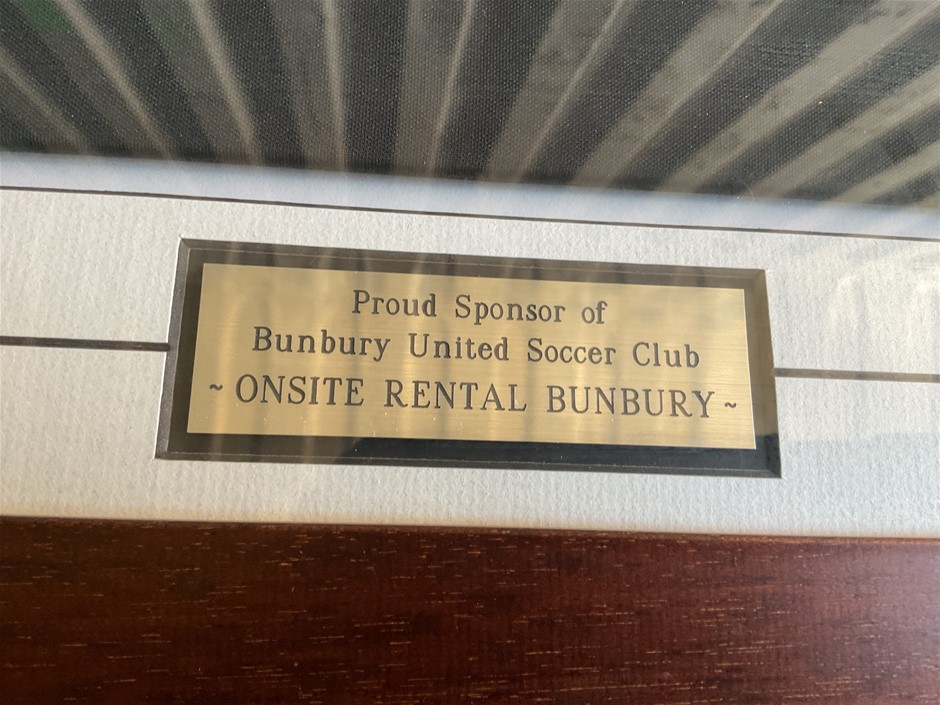 Proud Sponsor of
Bunbury United Soccer Club
~ ONSITE RENTAL BUNBURY ~